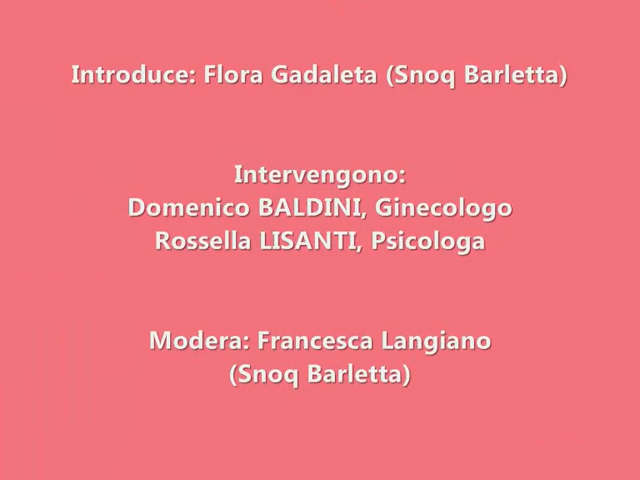 Introduce: Flora Gadaleta (Snoq Barletta)
Intervengono:
Domenico BALDINI, Ginecologo
Rossella LISANTI, Psicologa
Modera: Francesca Langiano
(Snoq Barletta)